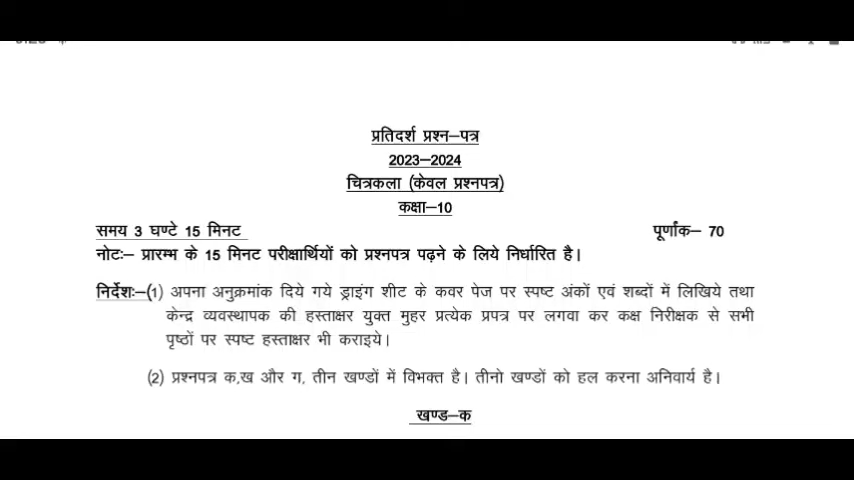 प्रतिदर्श प्रश्न–पत्र
2023–2024
चित्रकला (केवल प्रश्नपत्र)
कक्षा–10
समय 3 घण्टे 15 मिनट पूर्णांक– 70
नोटः– प्रारम्भ के 15 मिनट परीक्षार्थियों को प्रश्नपत्र पढ़ने के लिये निर्धारित है।
निर्देशः–(1) अपना अनुक्रमांक दिये गये ड्राइंग शीट के कवर पेज पर स्पष्ट अंकों एवं शब्दों में लिखिये तथा
केन्द्र व्यवस्थापक की हस्ताक्षर युक्त मुहर प्रत्येक प्रपत्र पर लगवा कर कक्ष निरीक्षक से सभी
पृष्ठों पर स्पष्ट हस्ताक्षर भी कराइये।
(2) प्रश्नपत्र क,ख और ग, तीन खण्डों में विभक्त है। तीनो खण्डों को हल करना अनिवार्य है।
खण्ड–क